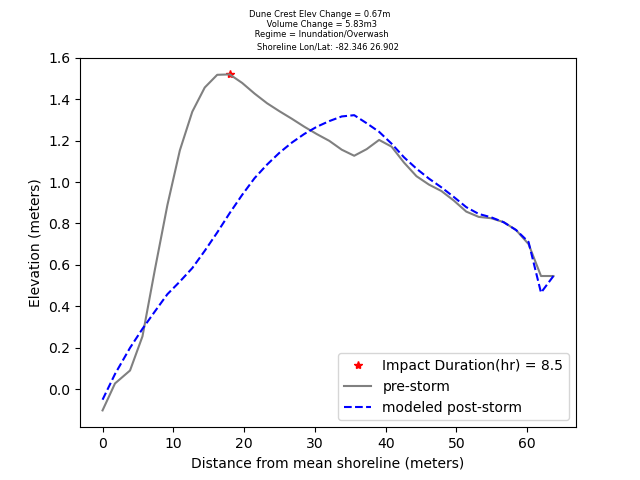 Dune Crest Elev Change = 0.67m
Volume Change = 5.83m3
Regime = Inundation/Overwash
Shoreline Lon/Lat: -82.346 26.902
1.6
1.4
1.2
1.0
0.8
0.6
0.4
0.2
0.0
Elevation (meters)
Impact Duration(hr) = 8.5
pre-storm
modeled post-storm
0 10 20 30 40 50 60
Distance from mean shoreline (meters)